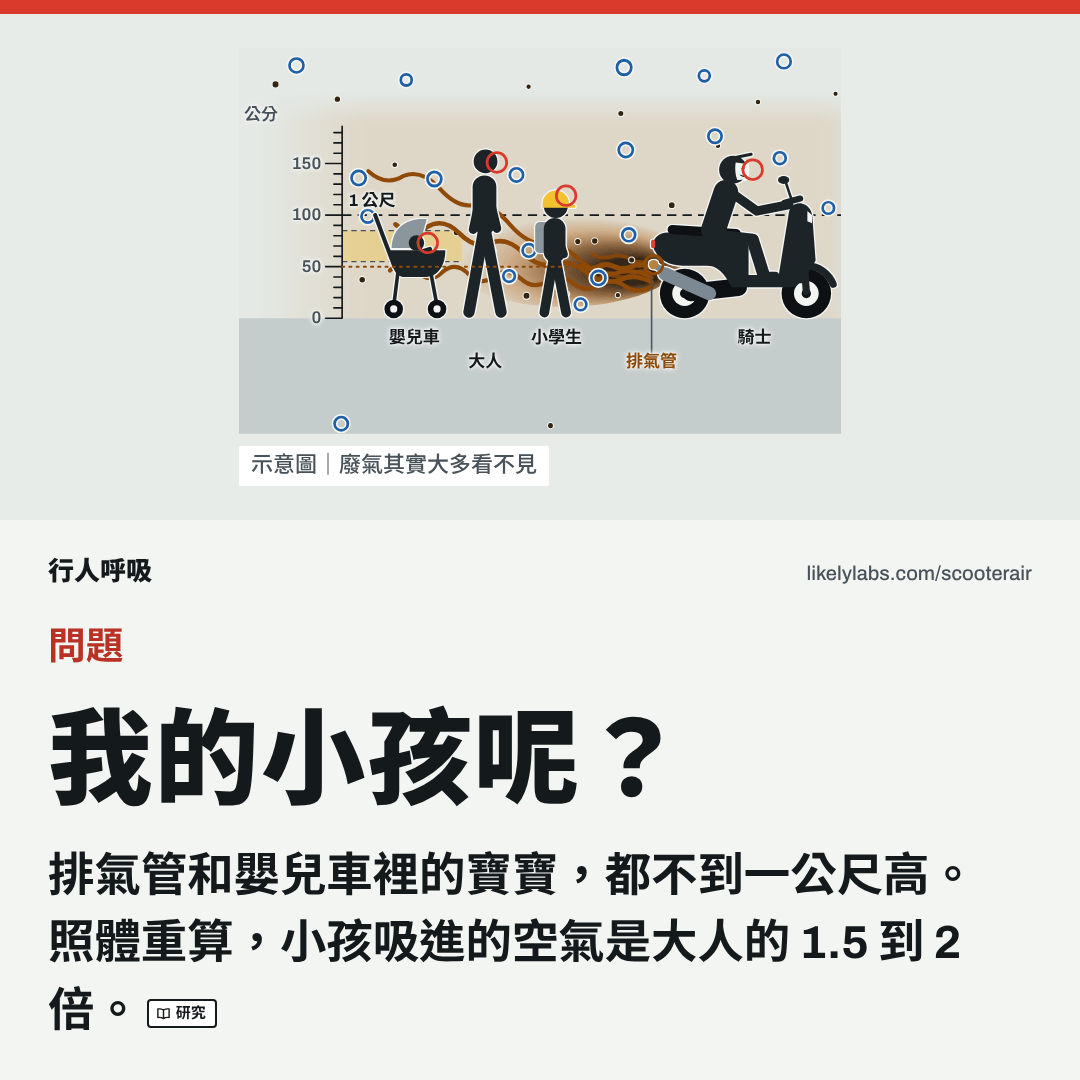 公分
150
1 公尺
100
50
0
嬰兒車
小學生
騎士
大人
排氣管
示意圖｜廢氣其實大多看不見
行人呼吸
likelylabs.com/scooterair
問題
我的小孩呢？
排氣管和嬰兒車裡的寶寶，都不到一公尺高。
照體重算，小孩吸進的空氣是大人的 1.5 到 2
倍。 研究